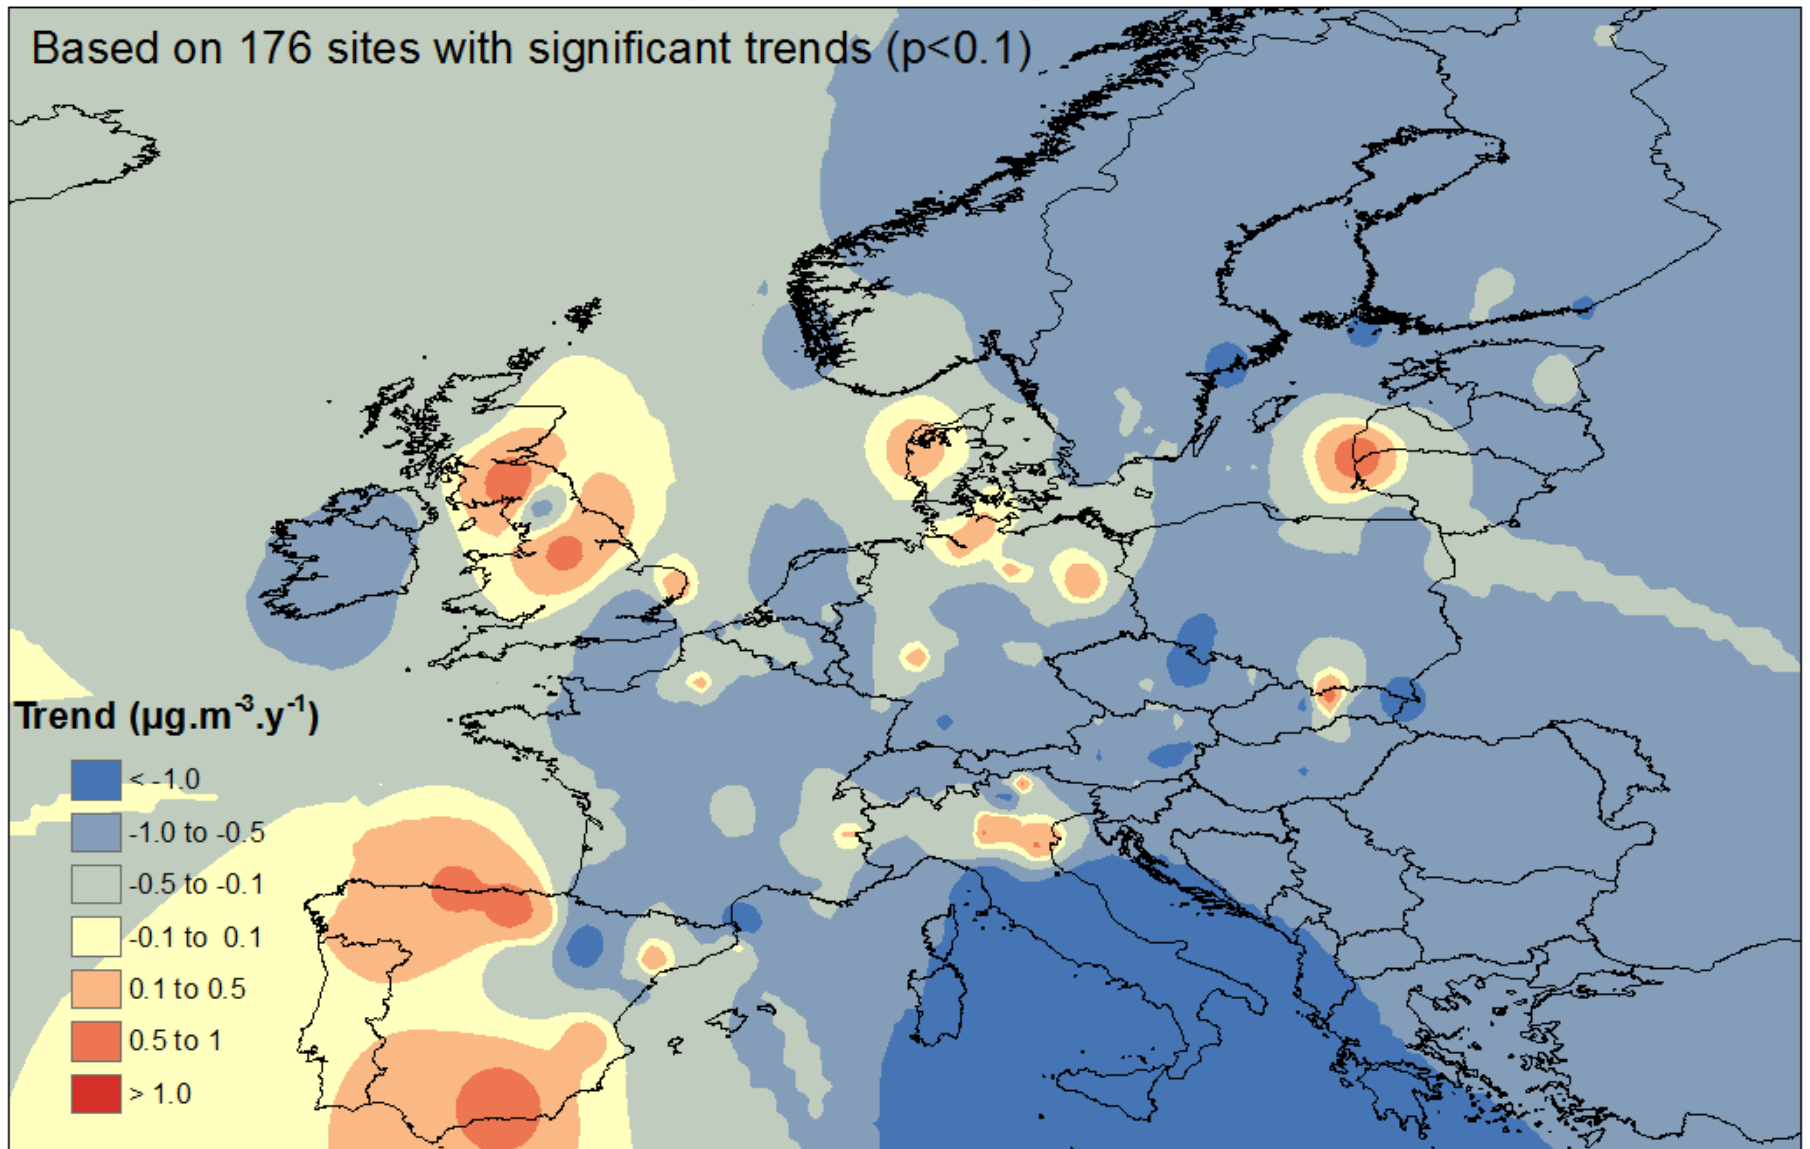 Based on 176 sites with significant trends (p<0.1)
Trend (µg.m⁻³.y⁻¹)
< -1.0
-1.0 to -0.5
-0.5 to -0.1
-0.1 to 0.1
0.1 to 0.5
0.5 to 1
> 1.0